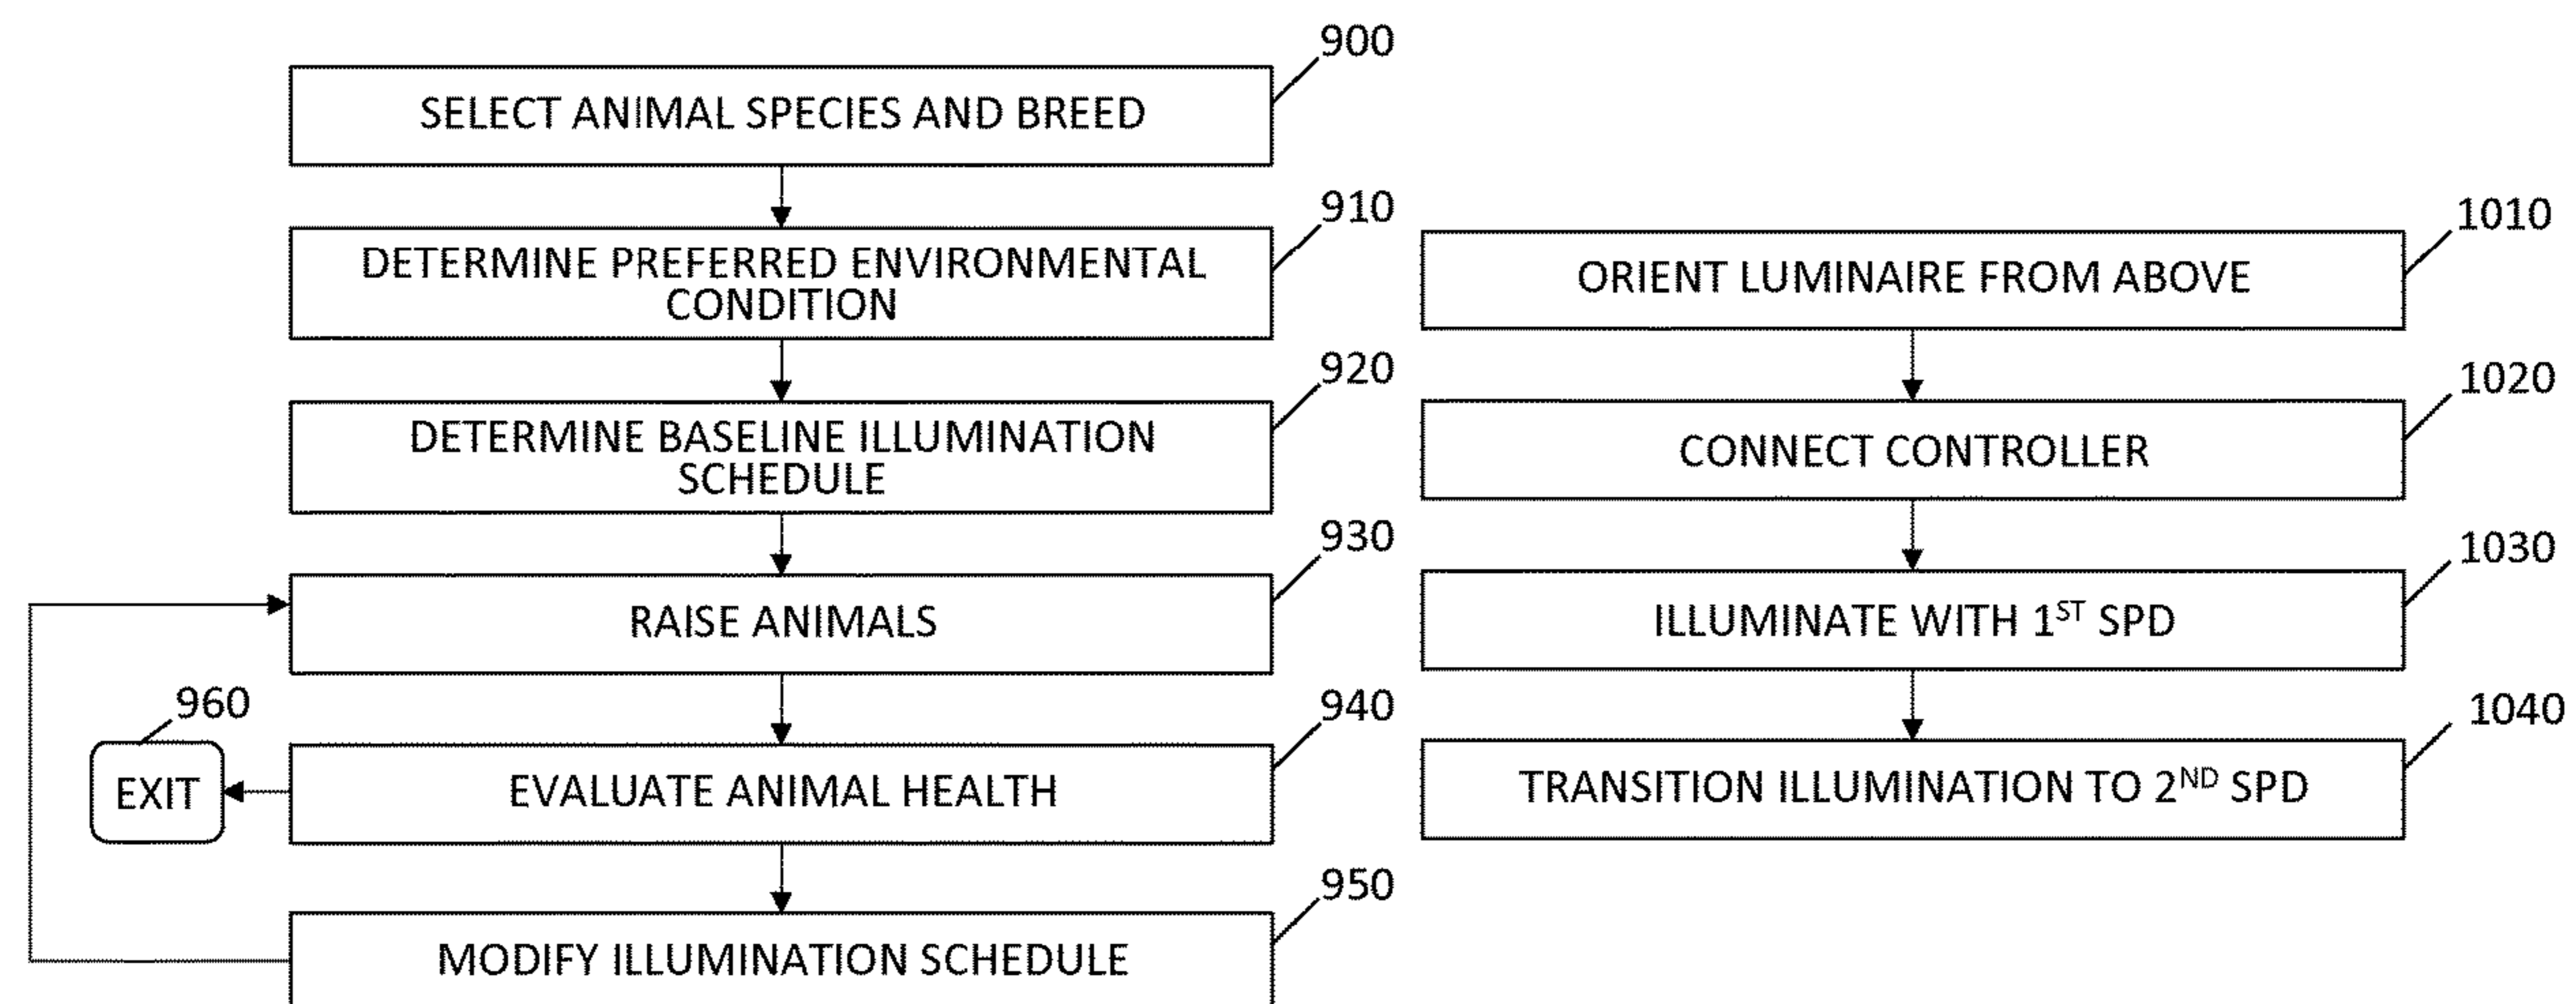 900
SELECT ANIMAL SPECIES AND BREED
910
DETERMINE PREFERRED ENVIRONMENTAL
CONDITION
920
DETERMINE BASELINE ILLUMINATION
SCHEDULE
930
RAISE ANIMALS
940
EVALUATE ANIMAL HEALTH
960
EXIT
950
MODIFY ILLUMINATION SCHEDULE
1010
ORIENT LUMINAIRE FROM ABOVE
1020
CONNECT CONTROLLER
1030
ILLUMINATE WITH 1ST SPD
1040
TRANSITION ILLUMINATION TO 2ND SPD